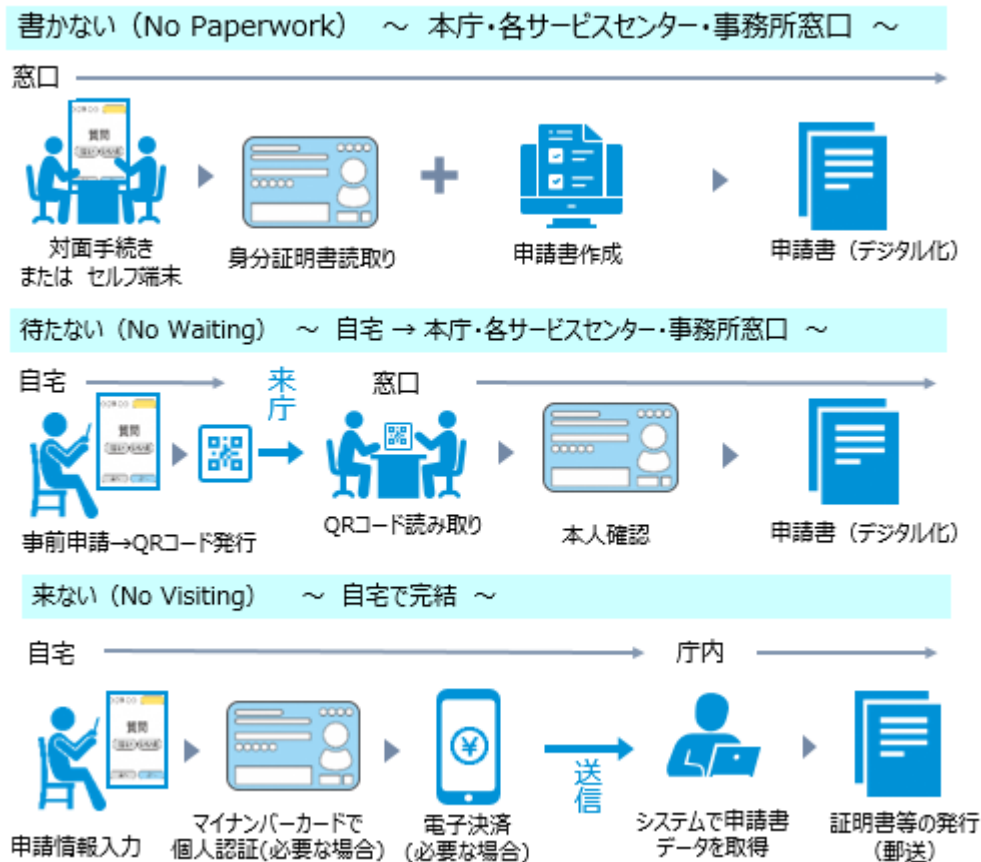 書かない（No Paperwork） ～ 本庁・各サービスセンター・事務所窓口 ～
窓口
質問
対面手続き
または セルフ端末
身分証明書読取り
申請書作成
申請書（デジタル化）
待たない（No Waiting） ～ 自宅 → 本庁・各サービスセンター・事務所窓口 ～
自宅
来庁
窓口
質問
事前申請→QRコード発行
QRコード読み取り
本人確認
申請書（デジタル化）
来ない（No Visiting） ～ 自宅で完結 ～
自宅
庁内
質問
送信
申請情報入力
マイナンバーカードで
個人認証(必要な場合)
電子決済
(必要な場合)
システムで申請書
データを取得
証明書等の発行
（郵送）